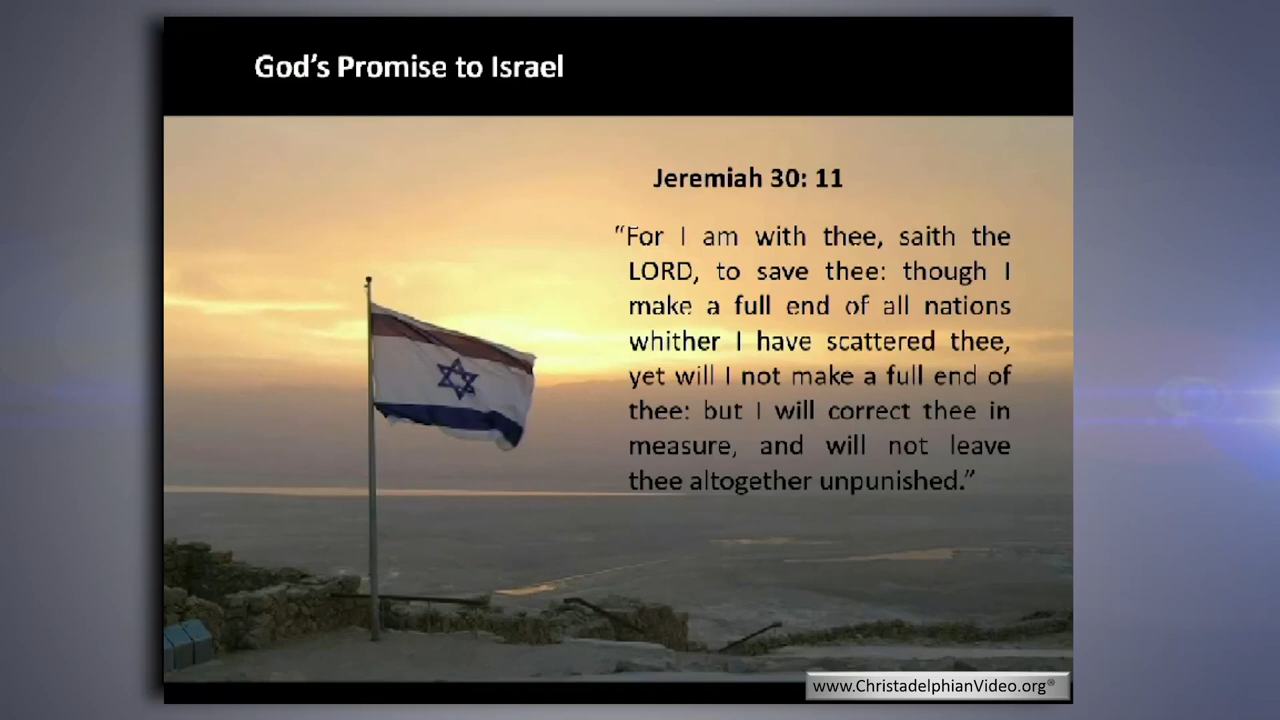 God’s Promise to Israel
Jeremiah 30: 11
“For I am with thee, saith the
LORD, to save thee: though I
make a full end of all nations
whither I have scattered thee,
yet will I not make a full end of
thee: but I will correct thee in
measure, and will not leave
thee altogether unpunished.”
www.ChristadelphianVideo.org®